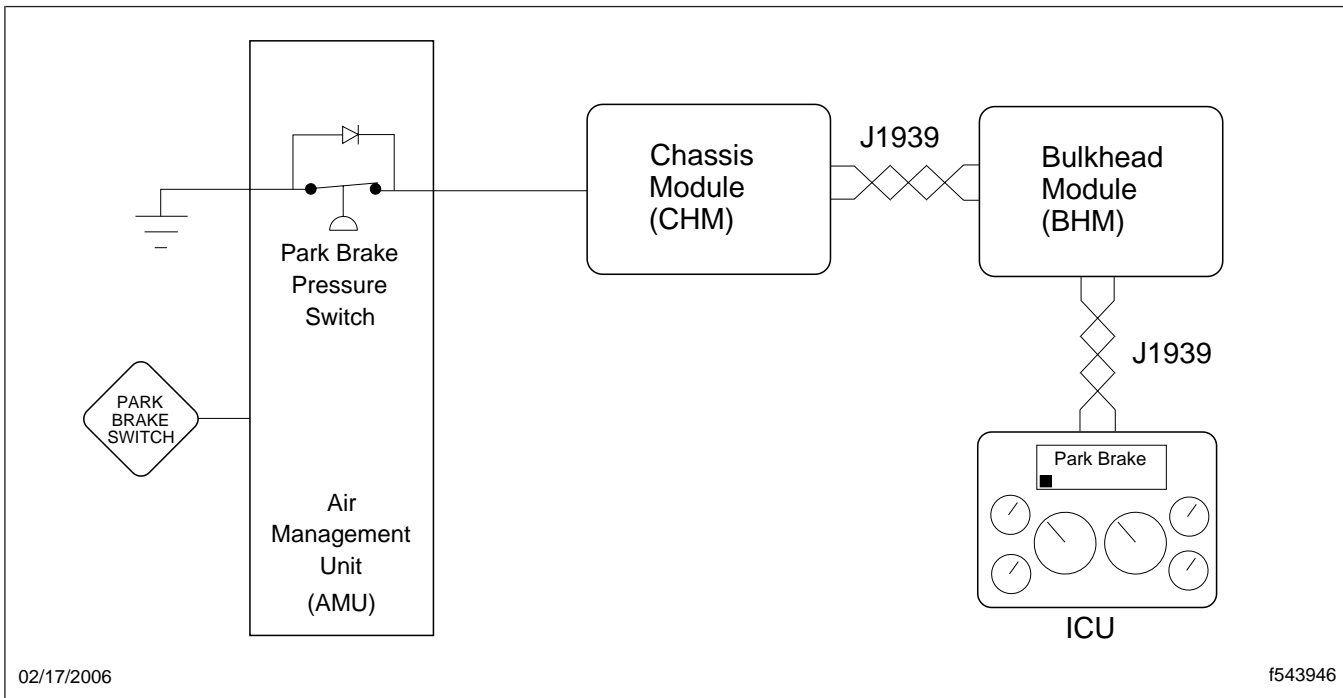 Park Brake
Pressure
Switch
PARK
BRAKE
SWITCH
Air
Management
Unit
(AMU)
Chassis
Module
(CHM)
J1939
Bulkhead
Module
(BHM)
J1939
Park Brake
ICU
02/17/2006
f543946